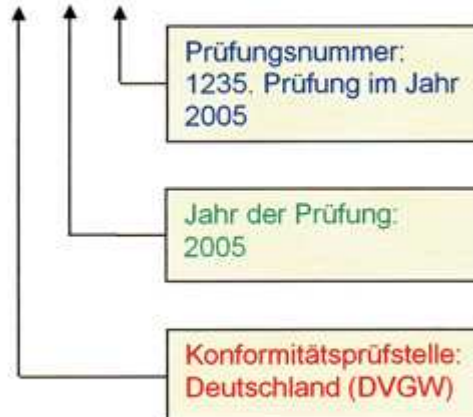 Prüfungsnummer:
1235. Prüfung im Jahr
2005
Jahr der Prüfung:
2005
Konformitätsprüfstelle:
Deutschland (DVGW)